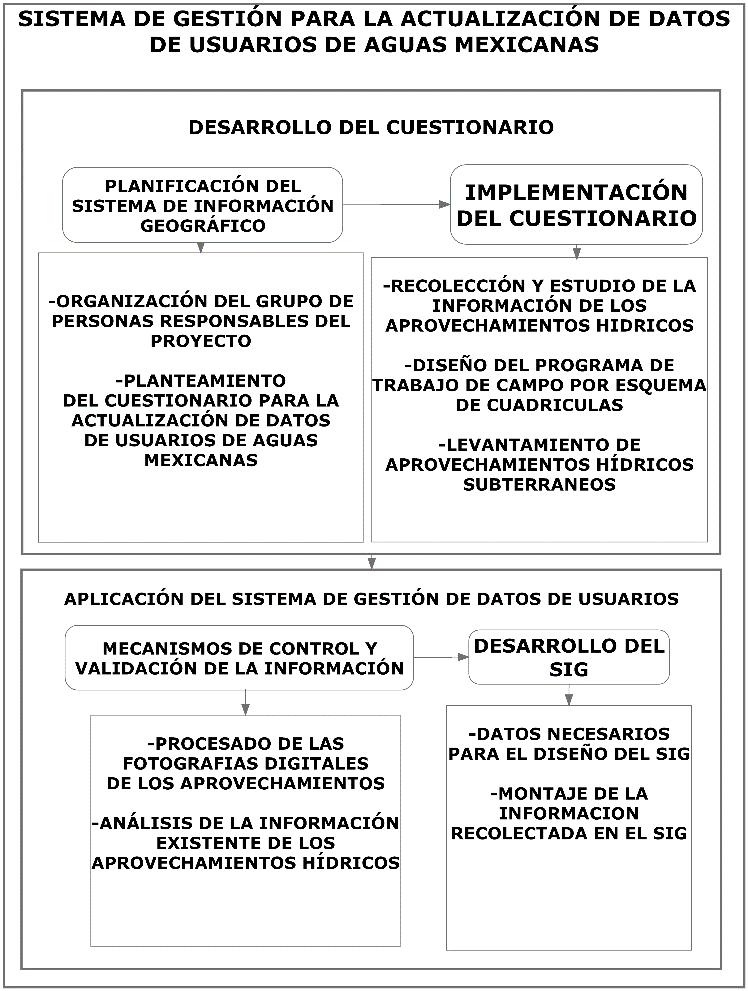 SISTEMA DE GESTIÓN PARA LA ACTUALIZACIÓN DE DATOS
DE USUARIOS DE AGUAS MEXICANAS
DESARROLLO DEL CUESTIONARIO
PLANIFICACIÓN DEL
SISTEMA DE INFORMACIÓN
GEOGRÁFICO
IMPLEMENTACIÓN
DEL CUESTIONARIO
-ORGANIZACIÓN DEL GRUPO DE
PERSONAS RESPONSABLES DEL
PROYECTO
-PLANTEAMIENTO
DEL CUESTIONARIO PARA LA
ACTUALIZACIÓN DE DATOS
DE USUARIOS DE AGUAS
MEXICANAS
-RECOLECCIÓN Y ESTUDIO DE LA
INFORMACIÓN DE LOS
APROVECHAMIENTOS HIDRICOS
-DISEÑO DEL PROGRAMA DE
TRABAJO DE CAMPO POR ESQUEMA
DE CUADRICULAS
-LEVANTAMIENTO DE
APROVECHAMIENTOS HÍDRICOS
SUBTERRANEOS
APLICACIÓN DEL SISTEMA DE GESTIÓN DE DATOS DE USUARIOS
MECANISMOS DE CONTROL Y
VALIDACIÓN DE LA INFORMACIÓN
DESARROLLO DEL
SIG
-PROCESADO DE LAS
FOTOGRAFIAS DIGITALES
DE LOS APROVECHAMIENTOS
-ANÁLISIS DE LA INFORMACIÓN
EXISTENTE DE LOS
APROVECHAMIENTOS HÍDRICOS
-DATOS NECESARIOS
PARA EL DISEÑO DEL SIG
-MONTAJE DE LA
INFORMACION
RECOLECTADA EN EL SIG